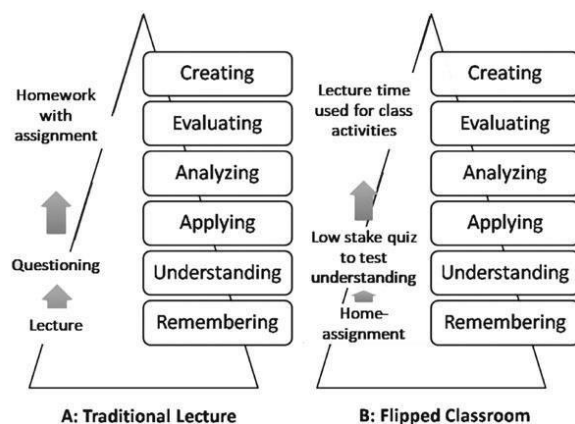 Homework
with
assignment
Questioning
Lecture
Creating
Evaluating
Analyzing
Applying
Understanding
Remembering
A: Traditional Lecture
Lecture time
used for class
activities
Low stake quiz
to test
understanding
Home-
assignment
Creating
Evaluating
Analyzing
Applying
Understanding
Remembering
B: Flipped Classroom